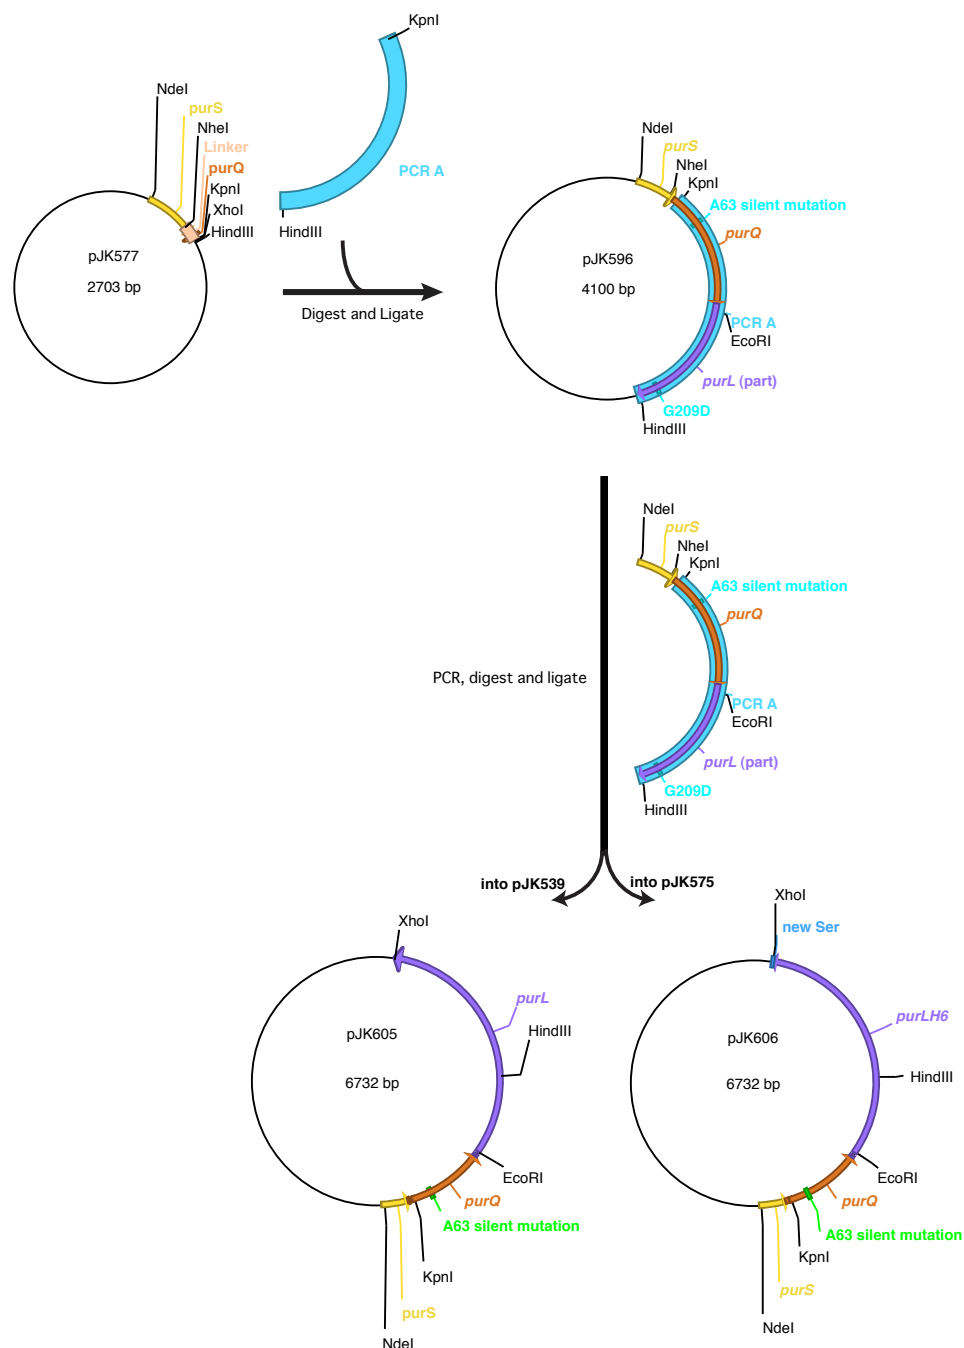 KpnI
NdeI
purS
NheI
Linker
purQ
KpnI
XhoI
HindIII
pJK577
2703 bp
PCR A
HindIII
Digest and Ligate
NdeI
purS
NheI
KpnI
A63 silent mutation
purQ
pJK596
4100 bp
PCR A
EcoRI
purL (part)
G209D
HindIII
NdeI
purS
NheI
KpnI
A63 silent mutation
purQ
PCR, digest and ligate
PCR A
EcoRI
purL (part)
G209D
HindIII
into pJK539
into pJK575
XhoI
purL
HindIII
pJK605
6732 bp
EcoRI
purQ
A63 silent mutation
KpnI
purS
NdeI
XhoI
new Ser
purLH6
HindIII
pJK606
6732 bp
EcoRI
purQ
A63 silent mutation
KpnI
purS
NdeI